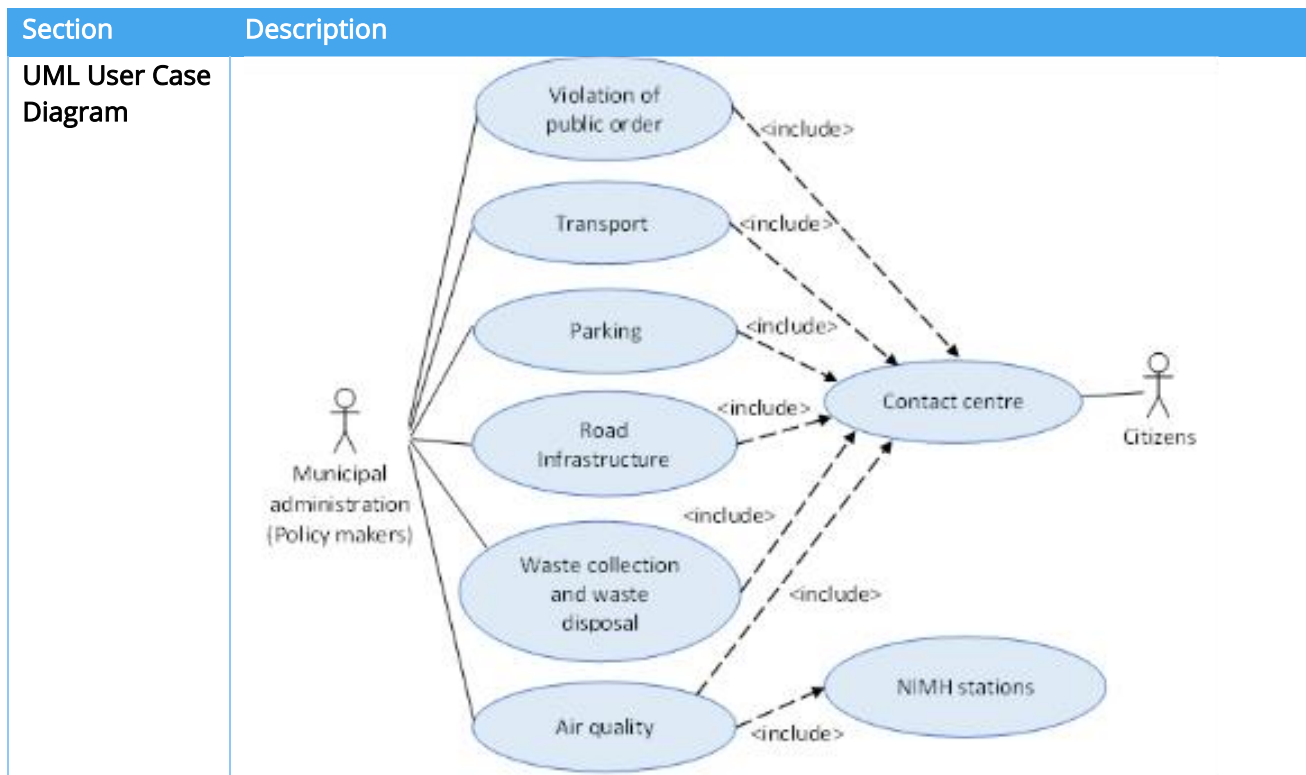 Section Description
UML User Case
Diagram
Violation of
public order
<include>
Transport
<include>
Parking
<include>
Road
Infrastructure
<include>
Contact centre
Citizens
Municipal
administration
(Policy makers)
<include>
Waste collection
and waste
disposal
<include>
NIMH stations
Air quality
<include>